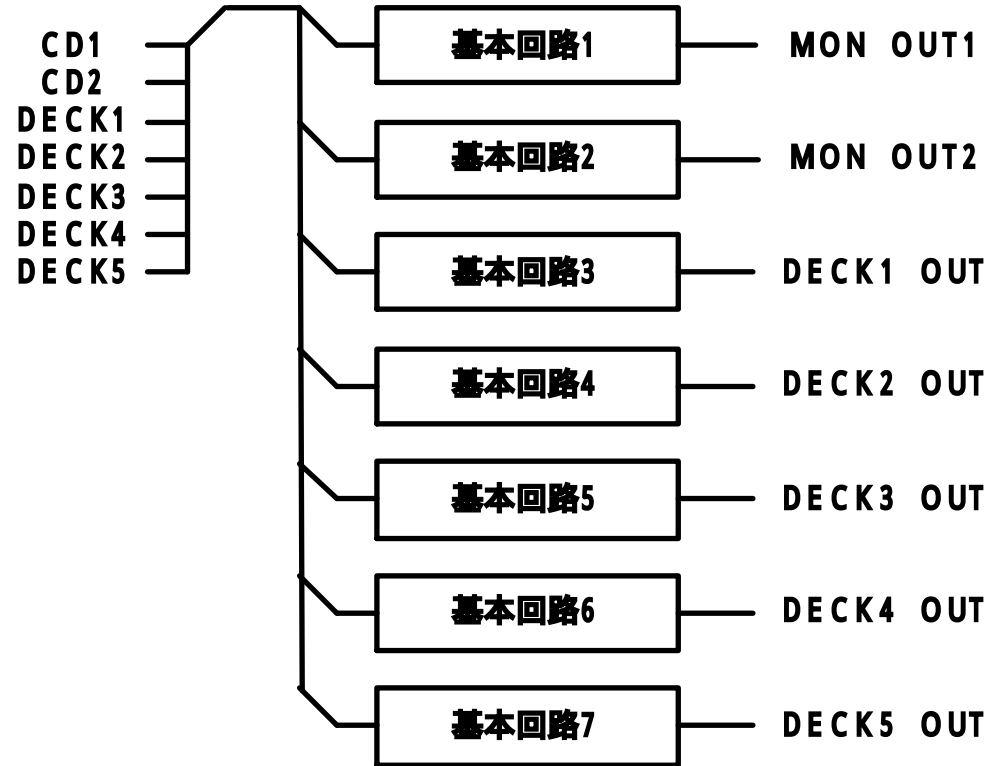 CD1
CD2
DECK1
DECK2
DECK3
DECK4
DECK5
基本回路1
MON OUT1
基本回路2
MON OUT2
基本回路3
DECK1 OUT
基本回路4
DECK2 OUT
基本回路5
DECK3 OUT
基本回路6
DECK4 OUT
基本回路7
DECK5 OUT